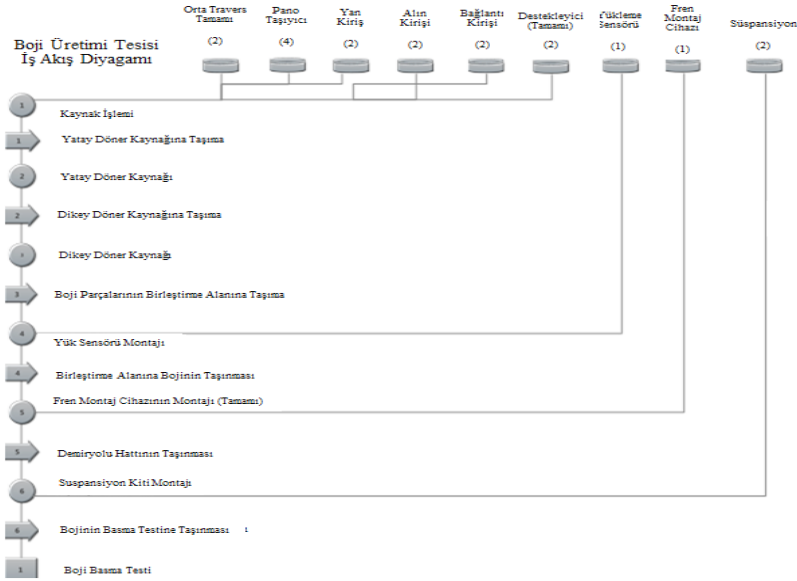 Boji Üretimi Tesisi
İş Akış Diyagamı
Orta Travers
Tamamı
(2)
Pano
Taşıyıcı
(4)
Yan
Kiriş
(2)
Alın
Kirişi
(2)
Bağlantı
Kirişi
(2)
Destekleyici
(Tamamı)
(2)
Yükleme
Sensörü
(1)
Fren
Montaj
Cihazı
(1)
Süspansiyon
(2)
1
Kaynak İşlemi
1
Yatay Döner Kaynağına Taşıma
2
Yatay Döner Kaynağı
2
Dikey Döner Kaynağına Taşıma
Dikey Döner Kaynağı
3
Boji Parçalarının Birleştirme Alanına Taşıma
4
Yük Sensörü Montajı
4
Birleştirme Alanına Bojinin Taşınması
5
Fren Montaj Cihazının Montajı (Tamamı)
5
Demiryolu Hattının Taşınması
6
Suspansiyon Kiti Montajı
6
Bojinin Basma Testine Taşınması 1
1
Boji Basma Testi